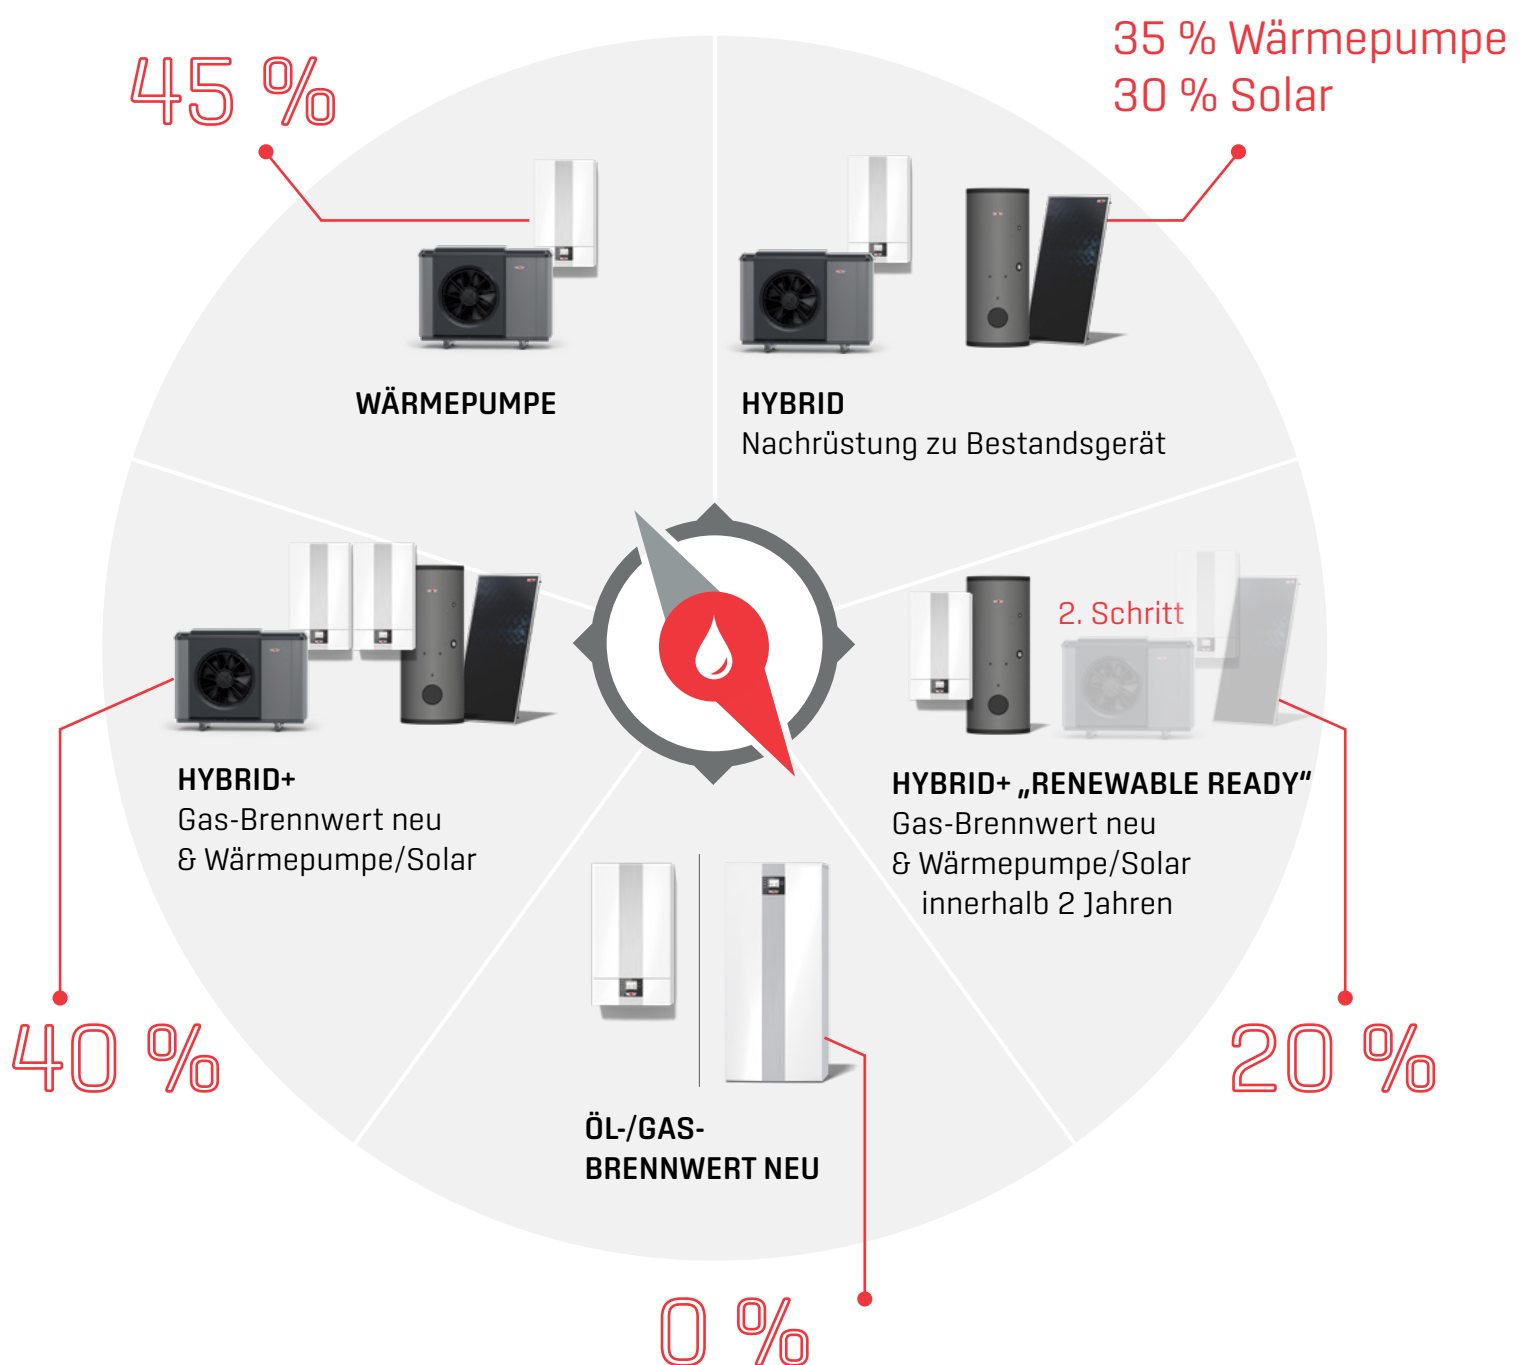 45 %
35 % Wärmepumpe
30 % Solar
WÄRMEPUMPE
HYBRID
Nachrüstung zu Bestandsgerät
2. Schritt
HYBRID+
Gas-Brennwert neu
& Wärmepumpe/Solar
HYBRID+ „RENEWABLE READY“
Gas-Brennwert neu
& Wärmepumpe/Solar
innerhalb 2 Jahren
40 %
20 %
ÖL-/GAS-
BRENNWERT NEU
0 %